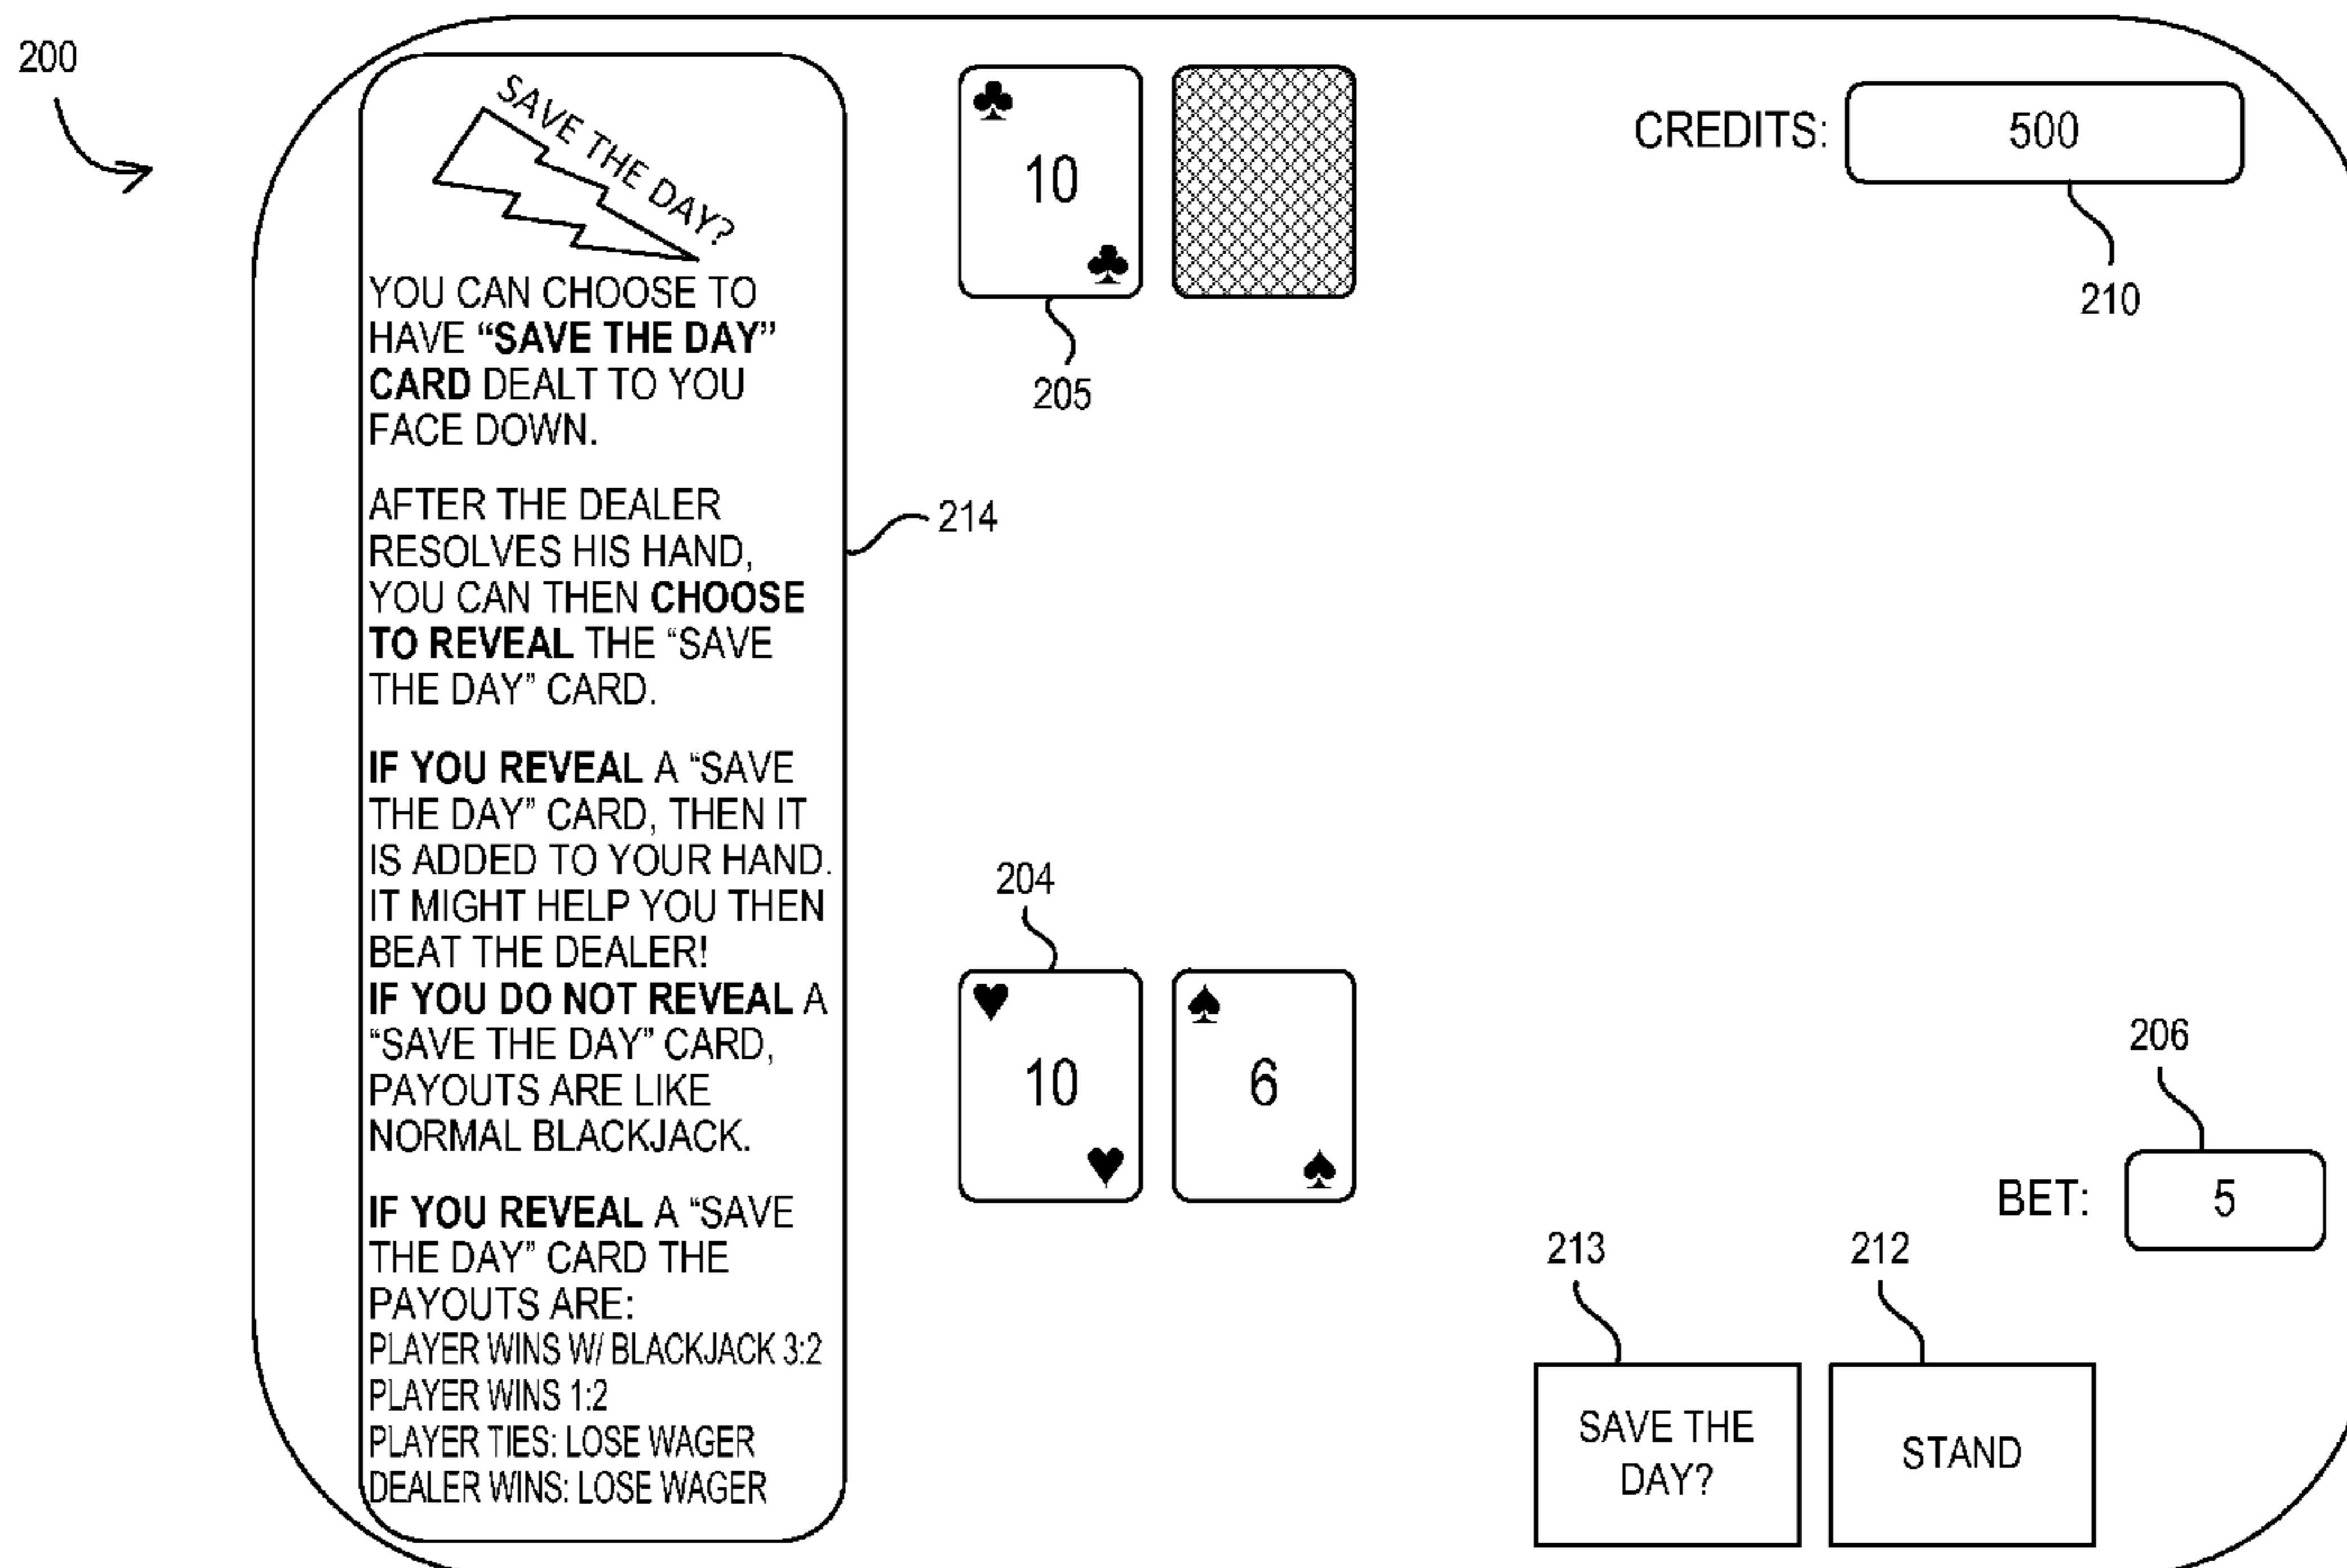 200
SAVE THE DAY?
YOU CAN CHOOSE TO
HAVE “SAVE THE DAY”
CARD DEALT TO YOU
FACE DOWN.
AFTER THE DEALER
RESOLVES HIS HAND,
YOU CAN THEN CHOOSE
TO REVEAL THE “SAVE
THE DAY” CARD.
IF YOU REVEAL A “SAVE
THE DAY” CARD, THEN IT
IS ADDED TO YOUR HAND.
IT MIGHT HELP YOU THEN
BEAT THE DEALER!
IF YOU DO NOT REVEAL A
“SAVE THE DAY” CARD,
PAYOUTS ARE LIKE
NORMAL BLACKJACK.
IF YOU REVEAL A “SAVE
THE DAY” CARD THE
PAYOUTS ARE:
PLAYER WINS W/ BLACKJACK 3:2
PLAYER WINS 1:2
PLAYER TIES: LOSE WAGER
DEALER WINS: LOSE WAGER
214
10
205
CREDITS: 500
210
204
10
6
206
BET: 5
213
212
SAVE THE
DAY?
STAND